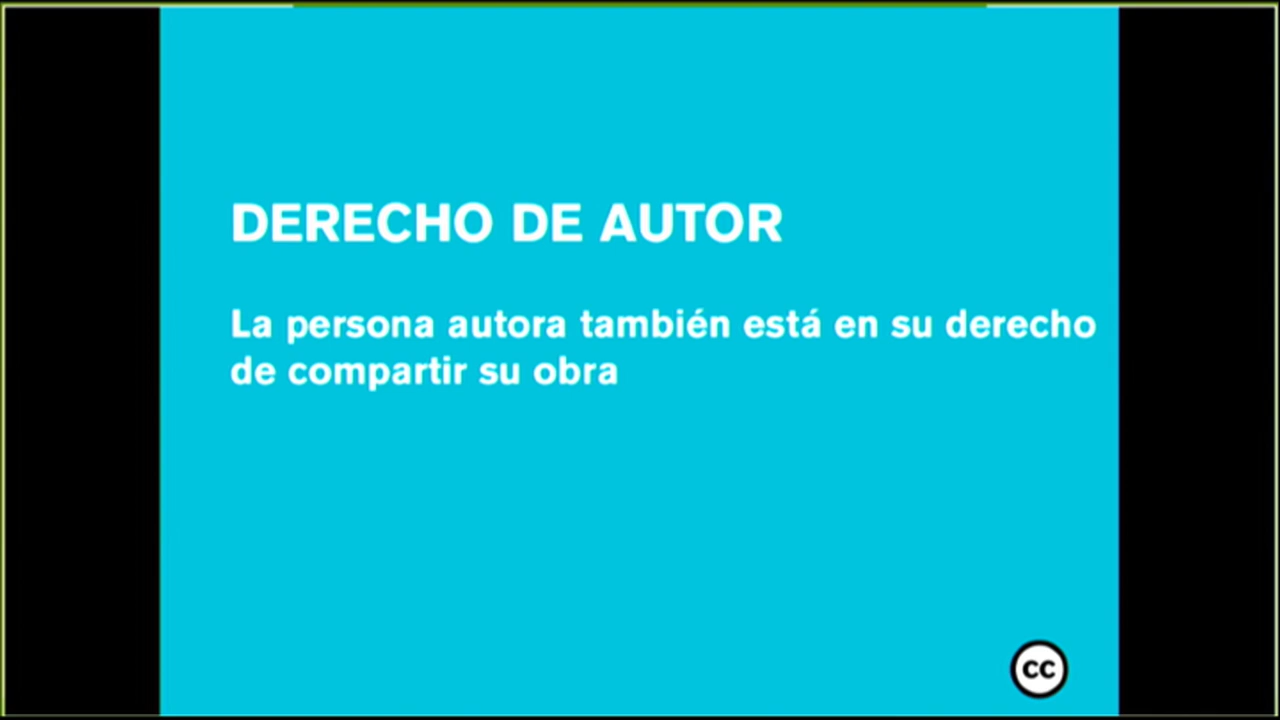 DERECHO DE AUTOR
La persona autora también está en su derecho
de compartir su obra
cc